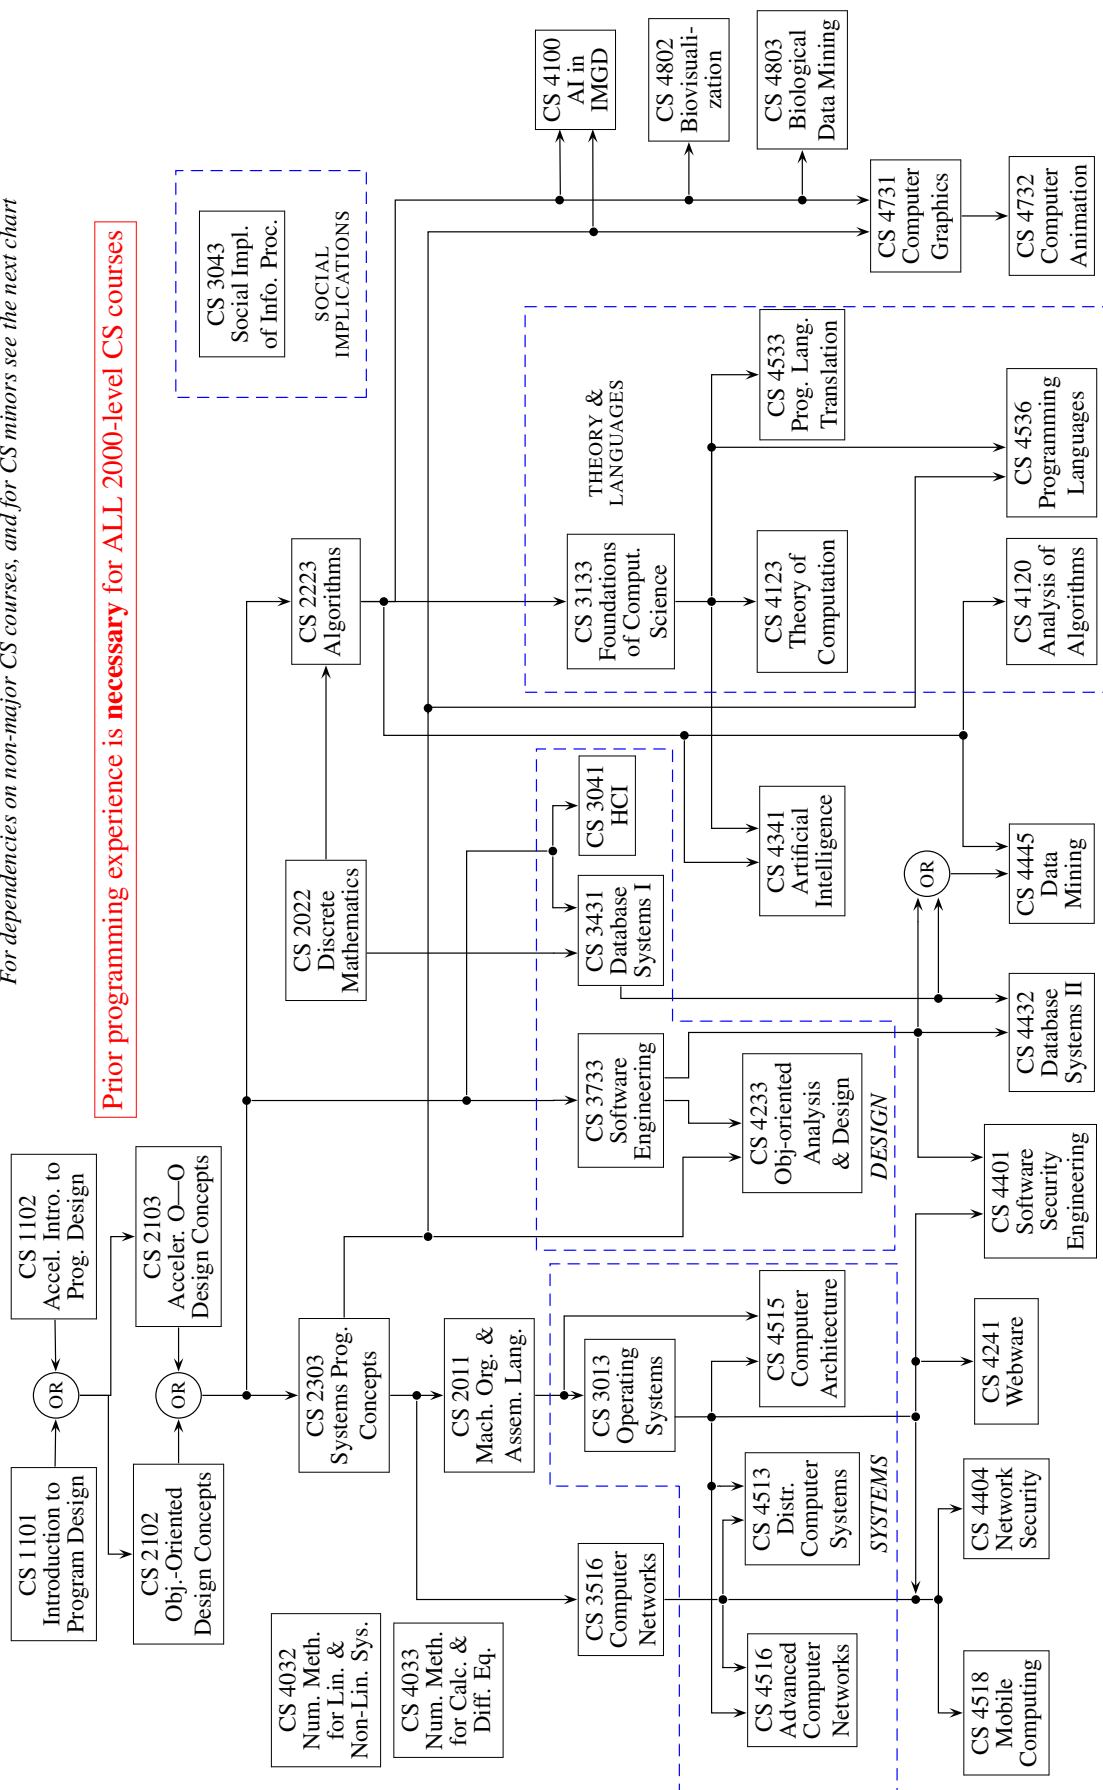 For dependencies on non-major CS courses, and for CS minors see the next chart
Prior programming experience is necessary for ALL 2000-level CS courses
CS 1101
Introduction to
Program Design
OR
CS 1102
Accel. Intro. to
Prog. Design
CS 2102
Obj.-Oriented
Design Concepts
OR
CS 2103
Acceler. O—O
Design Concepts
CS 3043
Social Impl.
of Info. Proc.
SOCIAL
IMPLICATIONS
CS 4032
Num. Meth.
for Lin. &
Non-Lin. Sys.
CS 2303
Systems Prog.
Concepts
CS 2022
Discrete
Mathematics
CS 2223
Algorithms
CS 4033
Num. Meth.
for Calc. &
Diff. Eq.
CS 2011
Mach. Org. &
Assem. Lang.
CS 3516
Computer
Networks
CS 3013
Operating
Systems
CS 3733
Software
Engineering
CS 3431
Database
Systems I
CS 3041
HCI
CS 3133
Foundations
of Comput.
Science
THEORY &
LANGUAGES
CS 4100
AI in
IMGD
CS 4802
Biovisuali-
zation
CS 4803
Biological
Data Mining
CS 4516
Advanced
Computer
Networks
CS 4513
Distr.
Computer
Systems
SYSTEMS
CS 4515
Computer
Architecture
CS 4233
Obj-oriented
Analysis
& Design
DESIGN
CS 4341
Artificial
Intelligence
CS 4123
Theory of
Computation
CS 4533
Prog. Lang.
Translation
CS 4731
Computer
Graphics
OR
CS 4518
Mobile
Computing
CS 4404
Network
Security
CS 4241
Webware
CS 4401
Software
Security
Engineering
CS 4432
Database
Systems II
CS 4445
Data
Mining
CS 4120
Analysis of
Algorithms
CS 4536
Programming
Languages
CS 4732
Computer
Animation